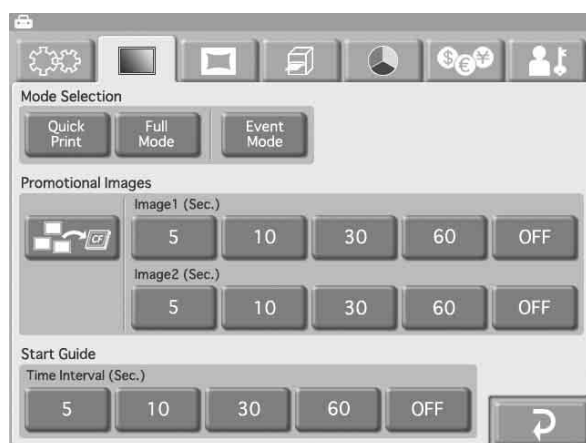 $ € ¥
Mode Selection
Quick Print
Full Mode
Event Mode
Promotional Images
Image1 (Sec.)
CF
5 10 30 60 OFF
Image2 (Sec.)
5 10 30 60 OFF
Start Guide
Time Interval (Sec.)
5 10 30 60 OFF